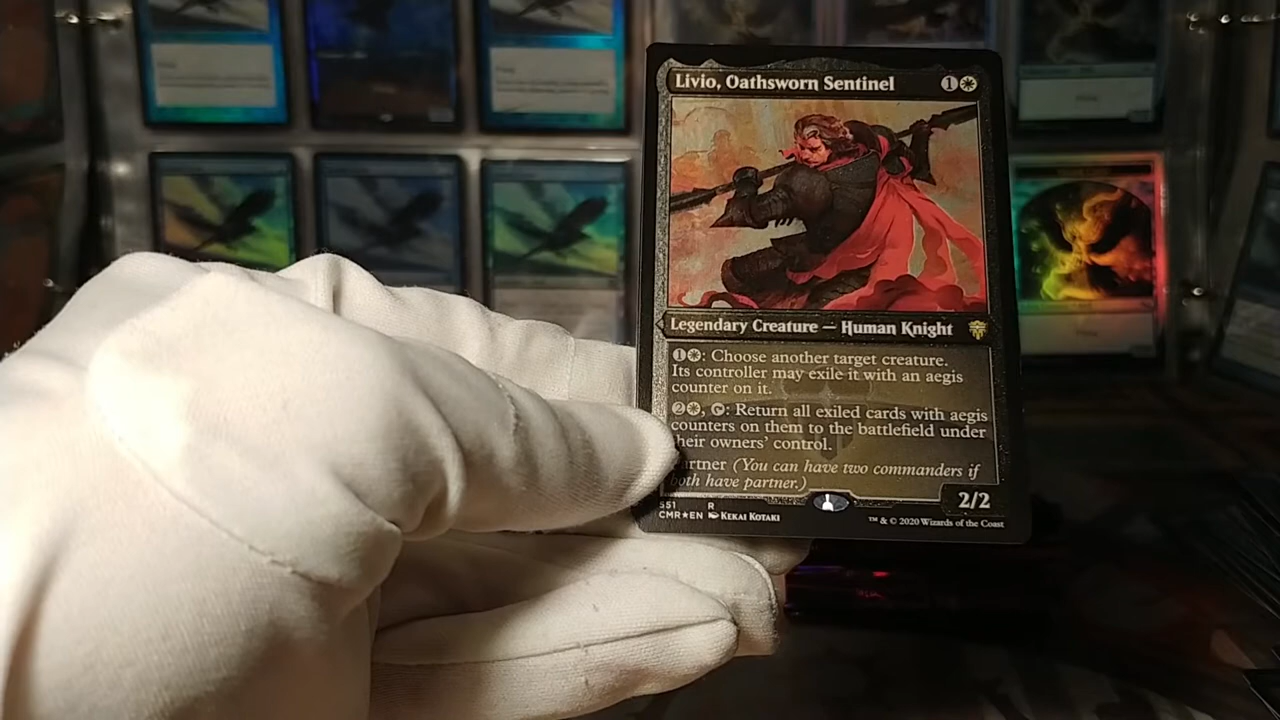 Livio, Oathsworn Sentinel 1
Legendary Creature — Human Knight
1: Choose another target creature.
Its controller may exile it with an aegis
counter on it.
2, : Return all exiled cards with aegis
counters on them to the battlefield under
their owners' control.
Partner (You can have two commanders if
both have partner.)
2/2
551 R
CMR★EN Kekai Kotaki
™ & © 2020 Wizards of the Coast